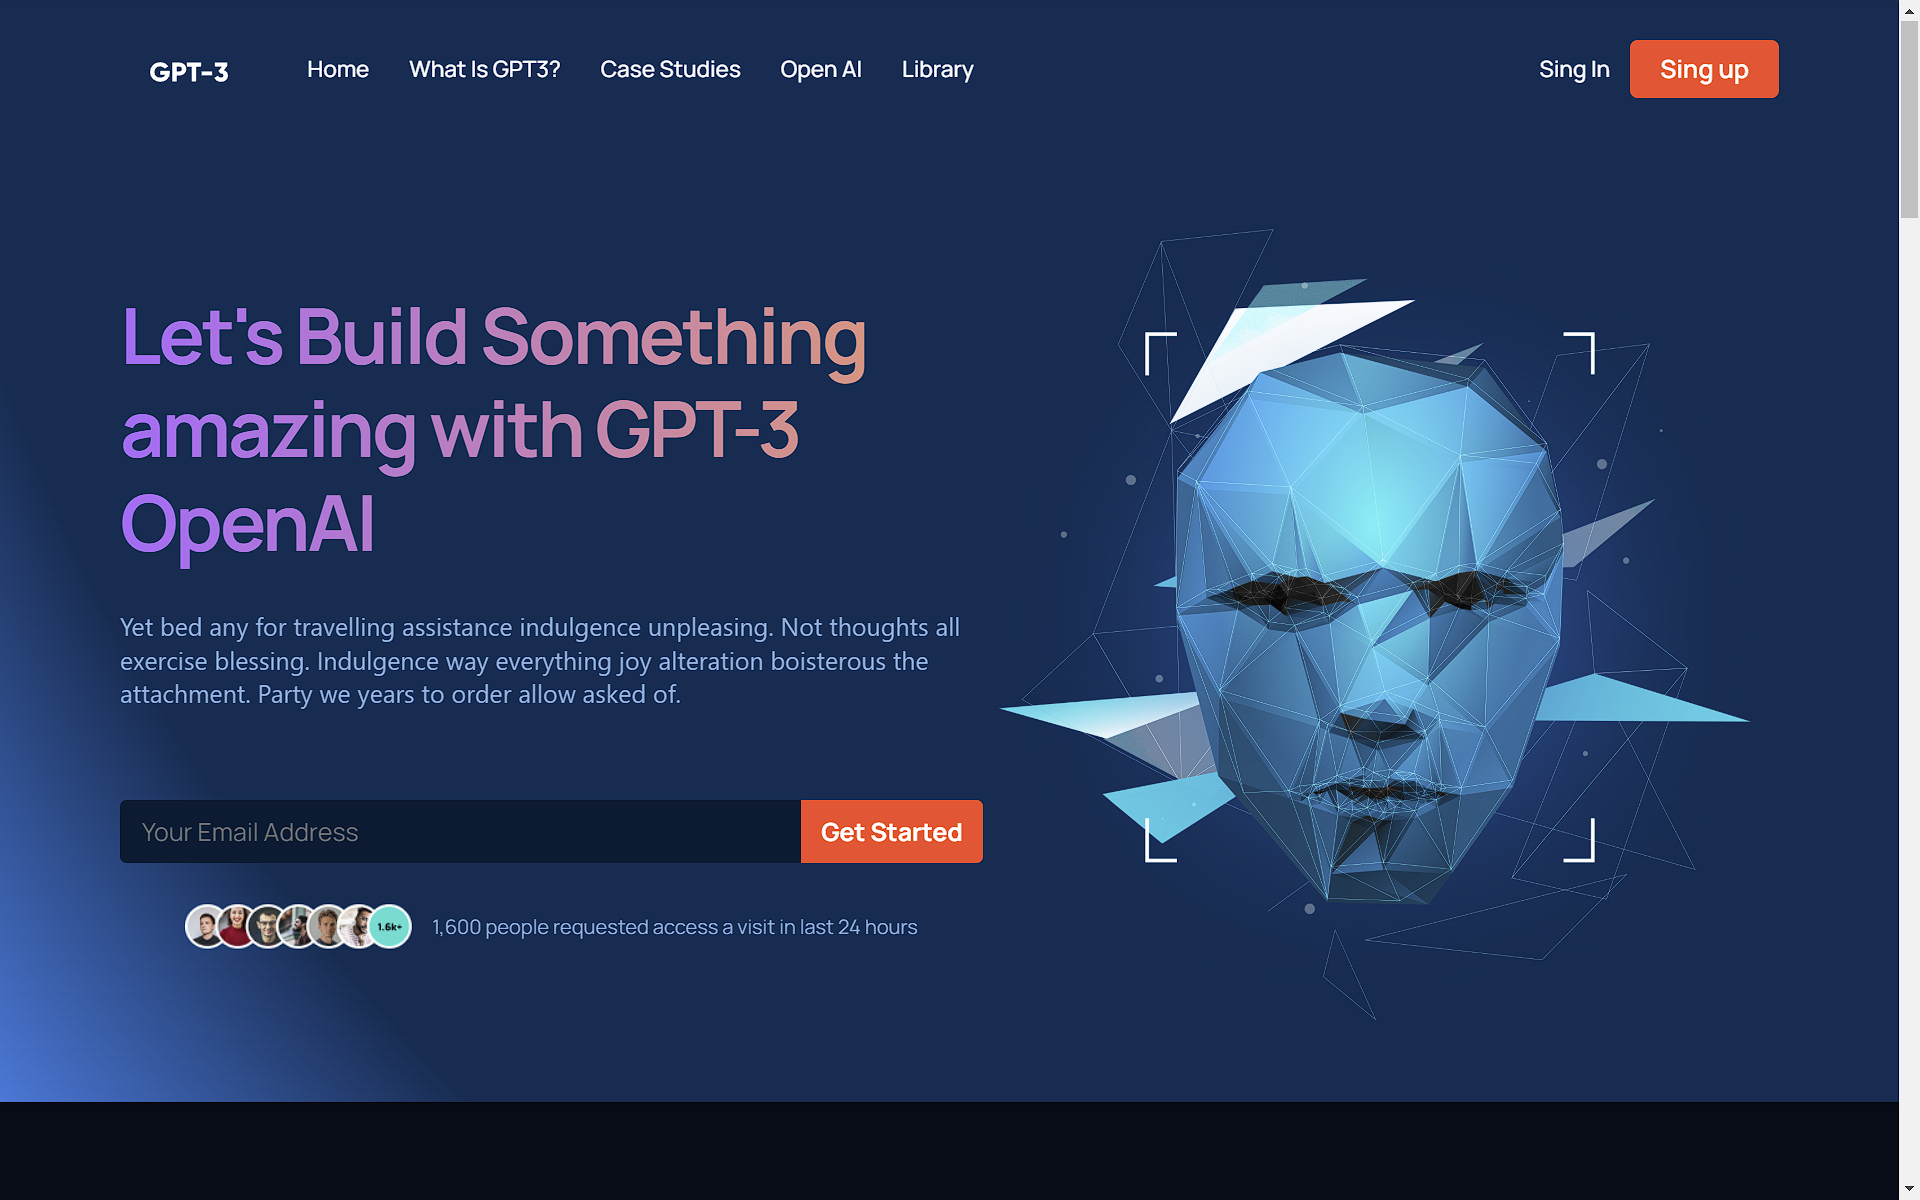 GPT-3
Home
What Is GPT3?
Case Studies
Open AI
Library
Sing In
Sing up
Let's Build Something
amazing with GPT-3
OpenAI
Yet bed any for travelling assistance indulgence unpleasing. Not thoughts all
exercise blessing. Indulgence way everything joy alteration boisterous the
attachment. Party we years to order allow asked of.
Your Email Address
Get Started
1.6k+
1,600 people requested access a visit in last 24 hours